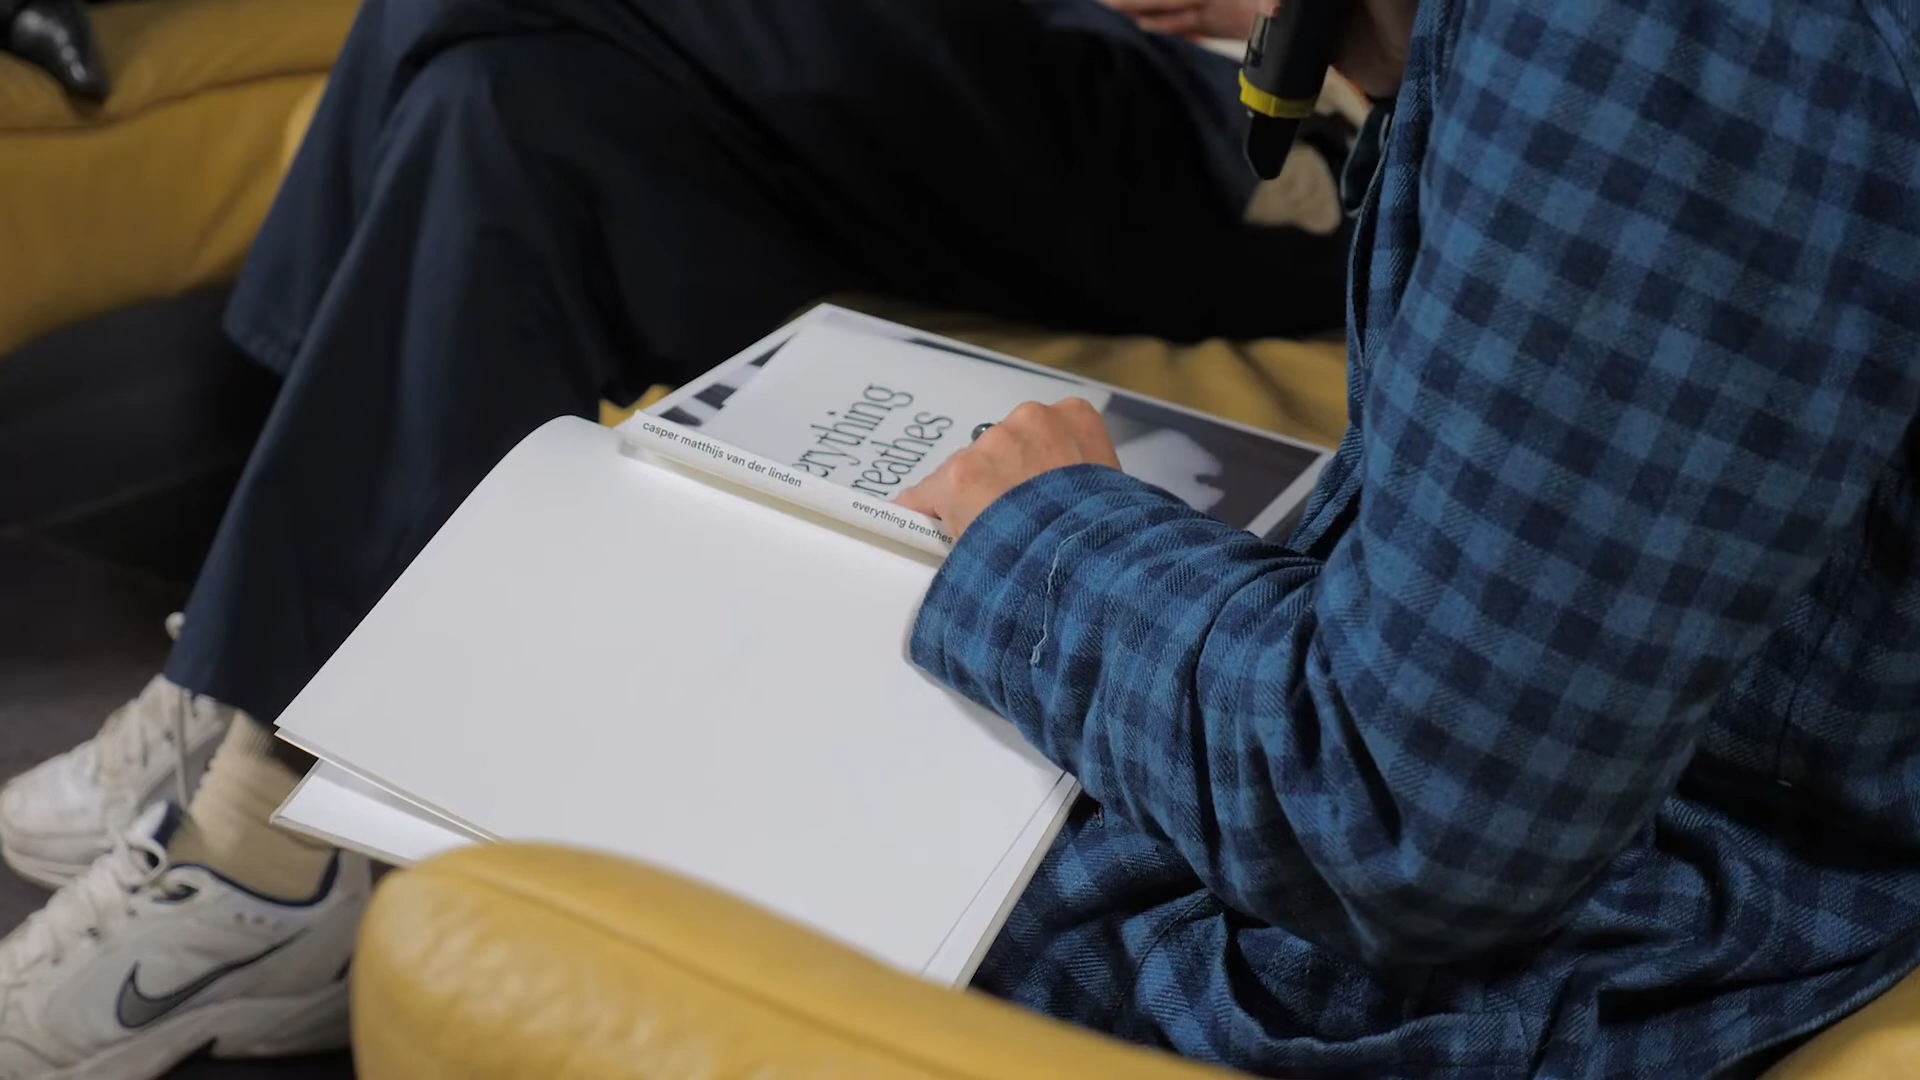 erything
reathes
casper matthijs van der linden
everything breathes